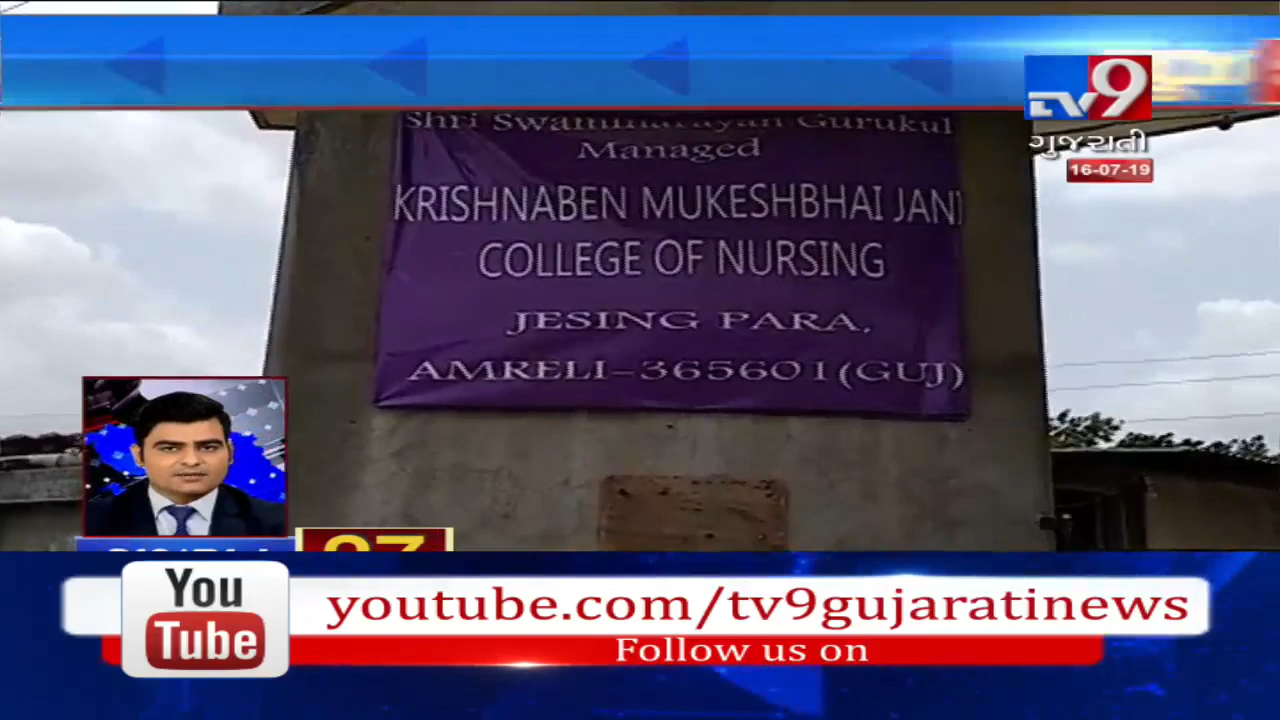 TV9
ગુજરાતી
16-07-19
Shri Swaminarayan Gurukul
Managed
KRISHNABEN MUKESHBHAI JANI
COLLEGE OF NURSING
JESING PARA,
AMRELI-365601(GUJ)
You
Tube
youtube.com/tv9gujaratinews
Follow us on